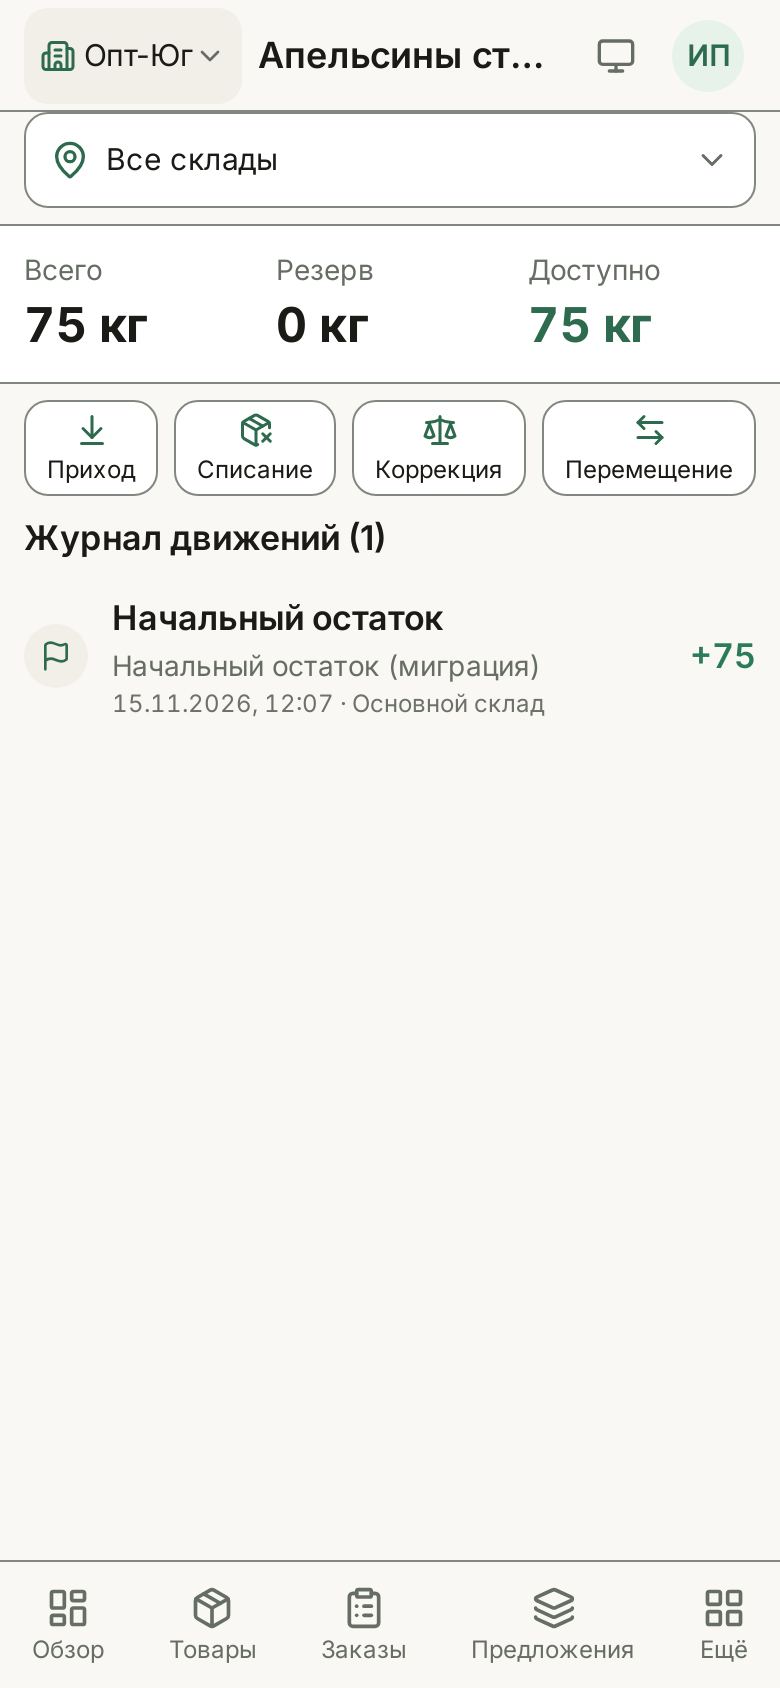 Опт-Юг
Апельсины ст...
ИП
Все склады
Всего
Резерв
Доступно
75 кг
0 кг
75 кг
Приход
Списание
Коррекция
Перемещение
Журнал движений (1)
Начальный остаток
Начальный остаток (миграция)
+75
15.11.2026, 12:07 · Основной склад
Обзор
Товары
Заказы
Предложения
Ещё